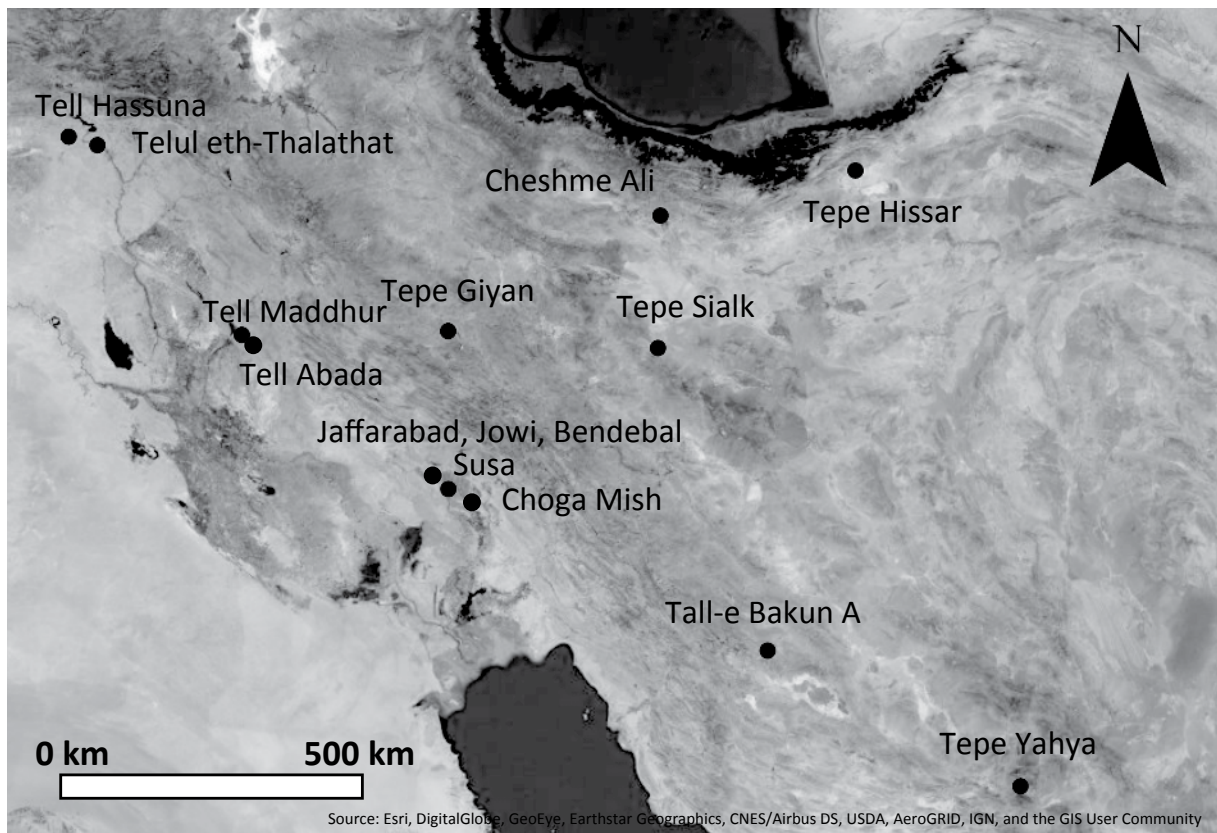 N
Tell Hassuna
Telul eth-Thalathat
Cheshme Ali
Tepe Hissar
Tepe Giyan
Tepe Sialk
Tell Maddhur
Tell Abada
Jaffarabad, Jowi, Bendebal
Susa
Choga Mish
Tall-e Bakun A
Tepe Yahya
0 km 500 km
Source: Esri, DigitalGlobe, GeoEye, Earthstar Geographics, CNES/Airbus DS, USDA, AeroGRID, IGN, and the GIS User Community